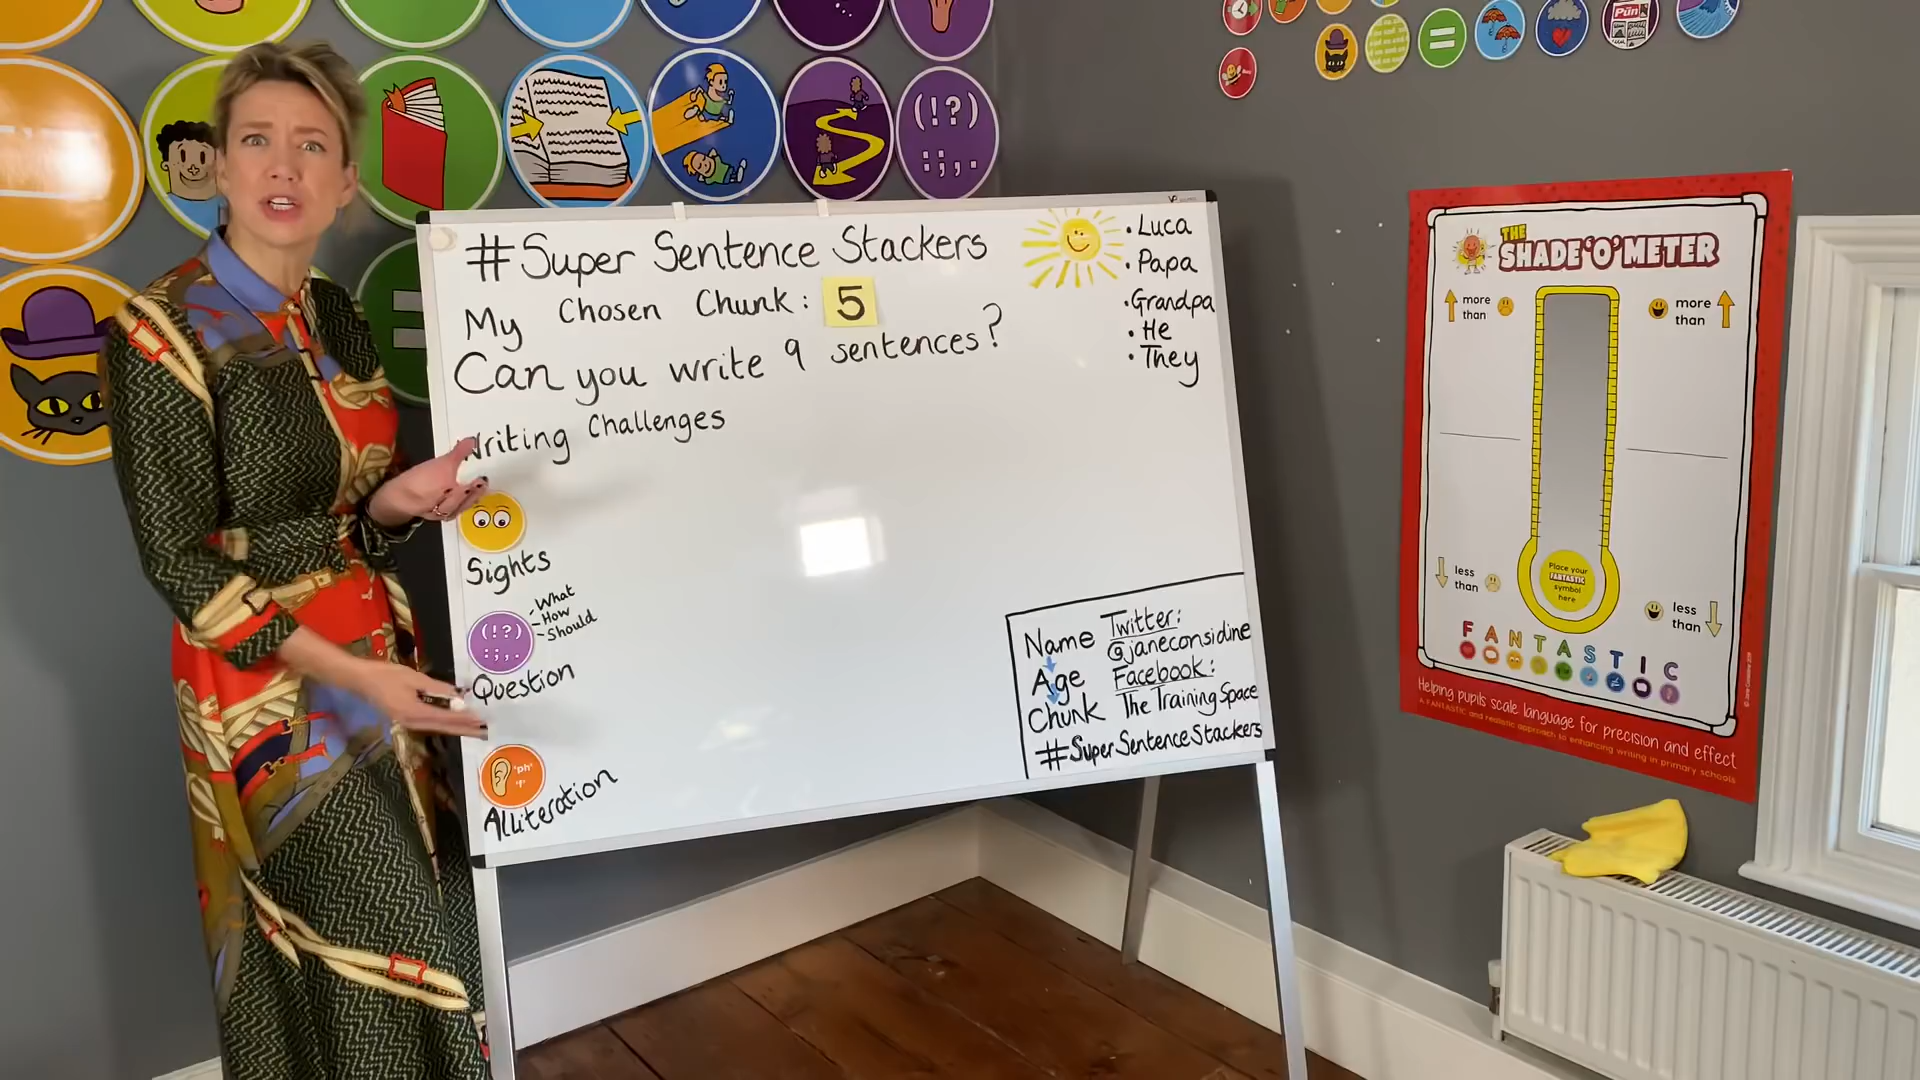 #Super Sentence Stackers
My Chosen Chunk: 5
Can you write 9 sentences?
Writing Challenges
Sights
(!?)
:;,.
- What
- How
- Should
Question
'ph'
'f'
Alliteration
• Luca
• Papa
• Grandpa
• He
• They
Name
Age
Chunk
Twitter:
@janeconsidine
Facebook:
The Training Space
#SuperSentenceStackers
(!?)
:;,.
Pun
THE
SHADE'O'METER
more
than
more
than
less
than
less
than
Place your
FANTASTIC
symbol
here
FANTASTIC
Helping pupils scale language for precision and effect
A FANTASTIC and realistic approach to enhancing writing in primary schools